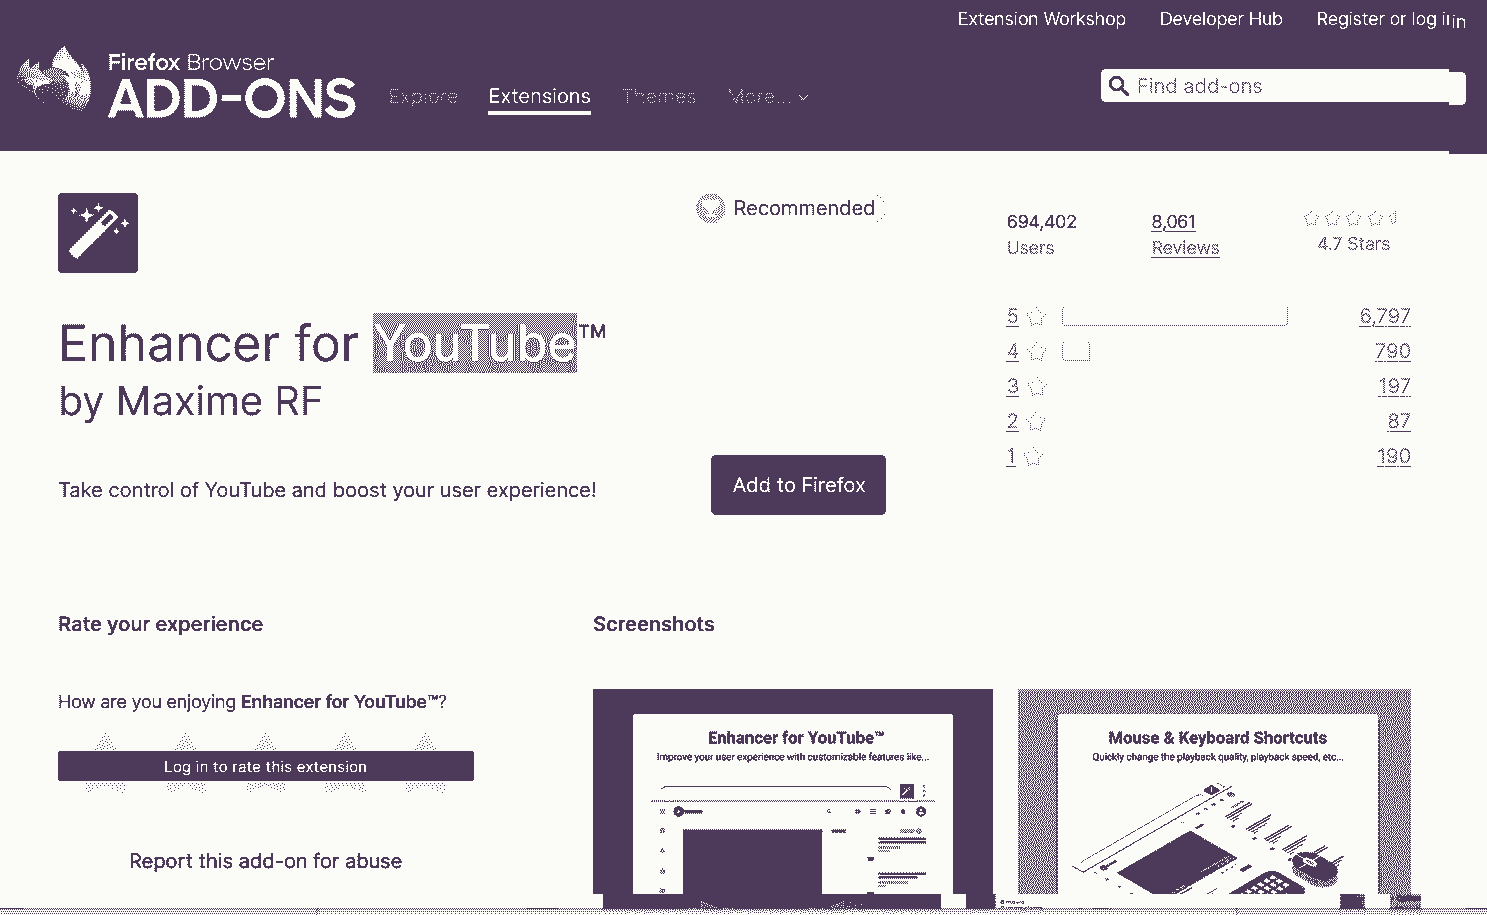 Extension Workshop Developer Hub Register or log in
Firefox Browser
ADD-ONS
Explore Extensions Themes More...
Find add-ons
Recommended
694,402
Users
8,061
Reviews
4.7 Stars
Enhancer for YouTube™
by Maxime RF
5 6,797
4 790
3 197
2 87
1 190
Take control of YouTube and boost your user experience!
Add to Firefox
Rate your experience
How are you enjoying Enhancer for YouTube™?
Log in to rate this extension
Report this add-on for abuse
Screenshots
Enhancer for YouTube™
Improve your user experience with customizable features like...
Mouse & Keyboard Shortcuts
Quickly change the playback quality, playback speed, etc...